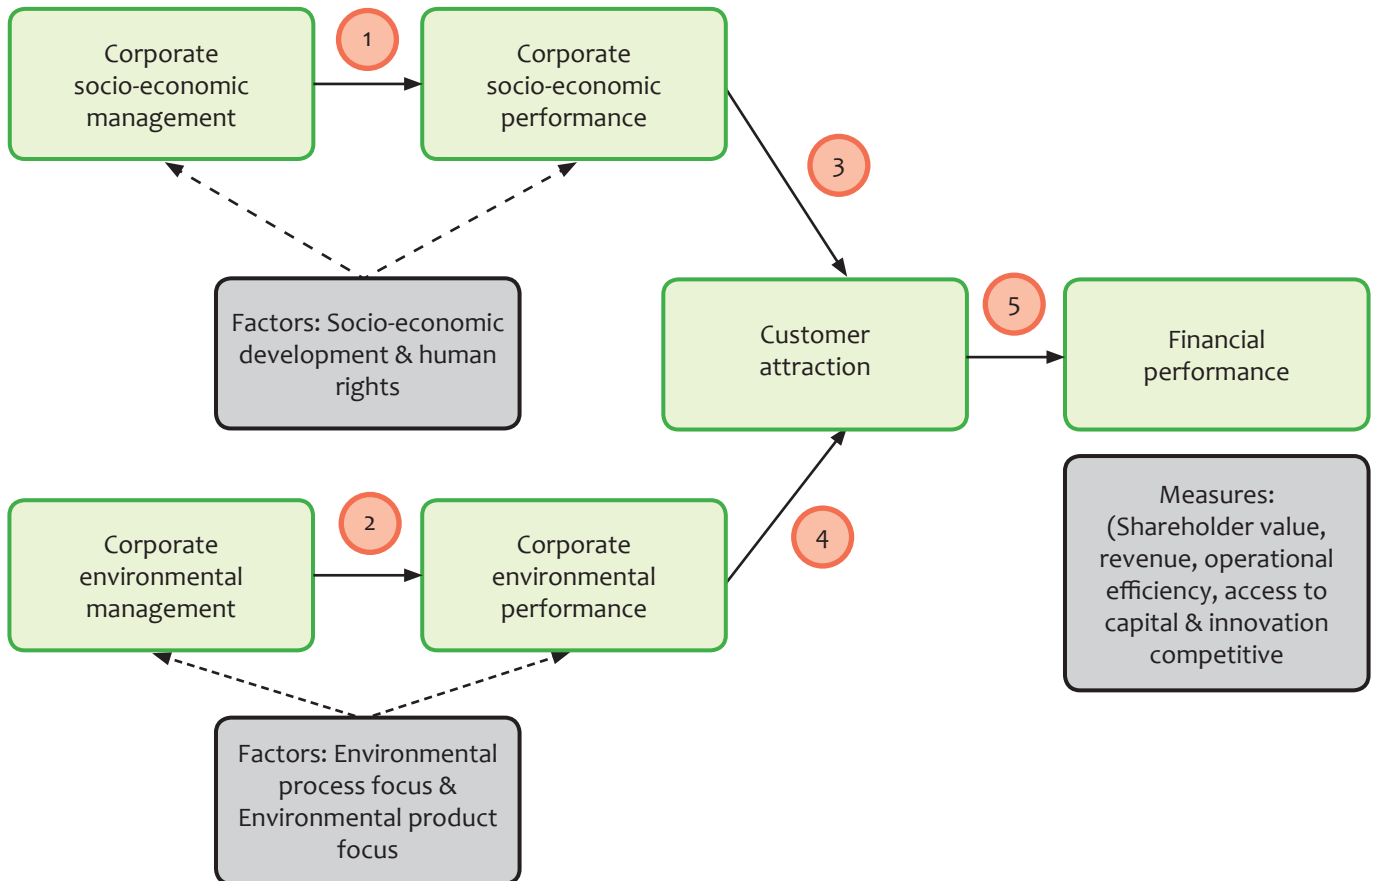 Corporate
socio-economic
management
1
Corporate
socio-economic
performance
3
Factors: Socio-economic
development & human
rights
Customer
attraction
5
Financial
performance
Corporate
environmental
management
2
Corporate
environmental
performance
4
Measures:
(Shareholder value,
revenue, operational
efficiency, access to
capital & innovation
competitive
Factors: Environmental
process focus &
Environmental product
focus